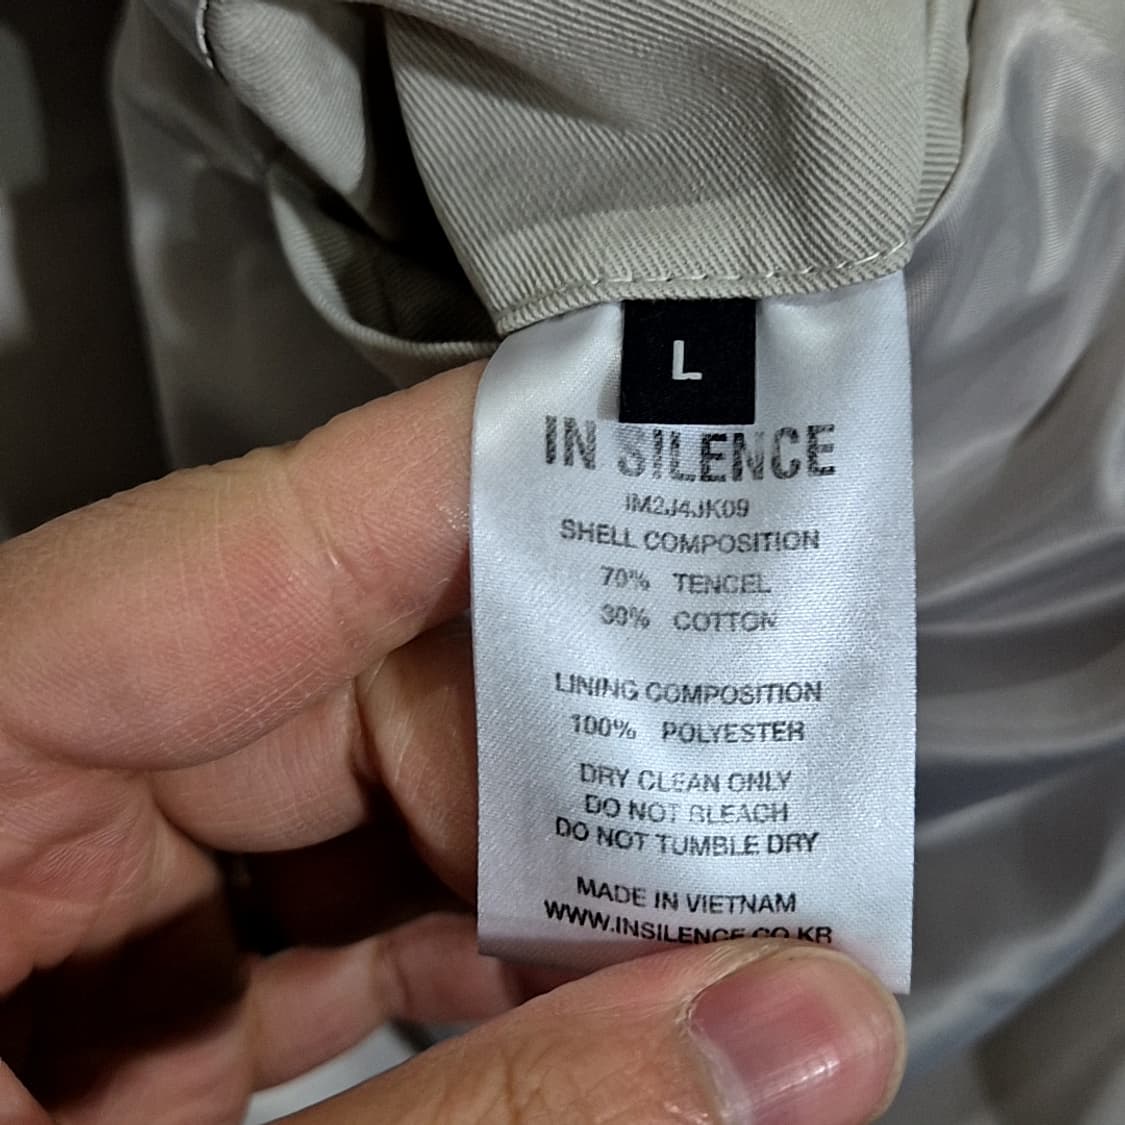 L
IN SILENCE
IM2J4JK09
SHELL COMPOSITION
70% TENCEL
30% COTTON
LINING COMPOSITION
100% POLYESTER
DRY CLEAN ONLY
DO NOT BLEACH
DO NOT TUMBLE DRY
MADE IN VIETNAM
WWW.INSILENCE.CO.KR